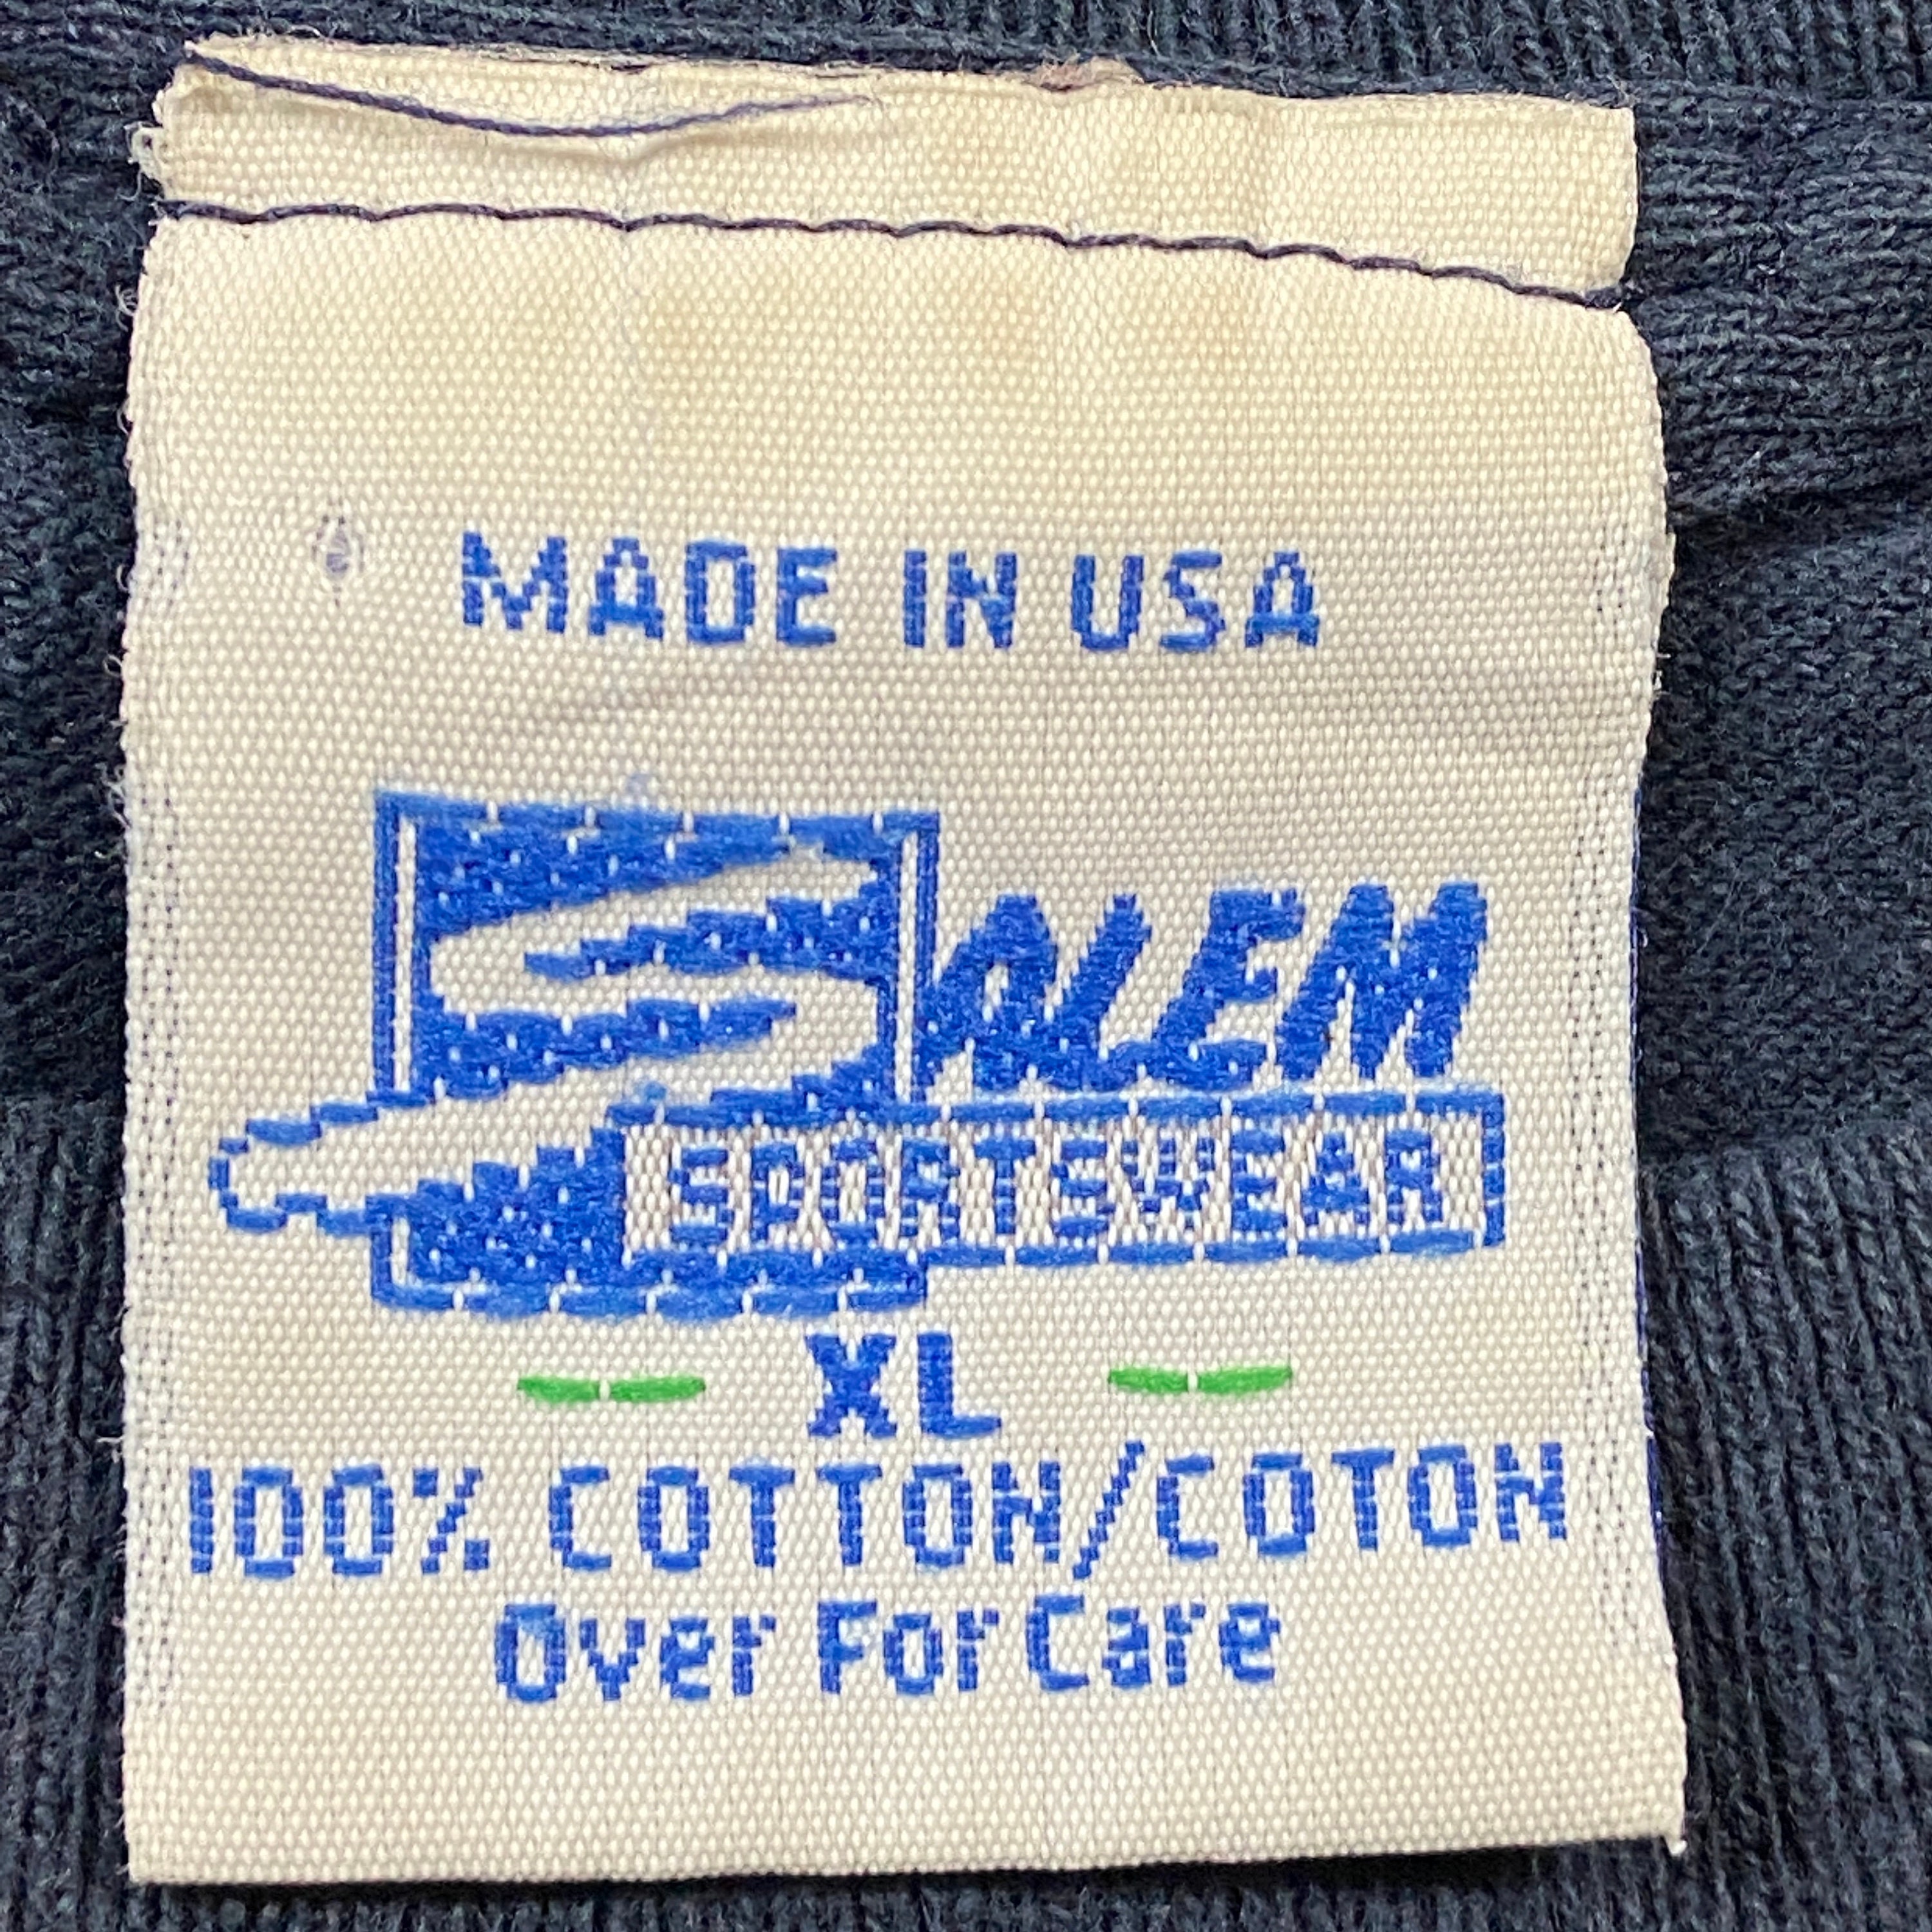 MADE IN USA
SALEM
SPORTSWEAR
XL
100% COTTON/COTON
Over For Care